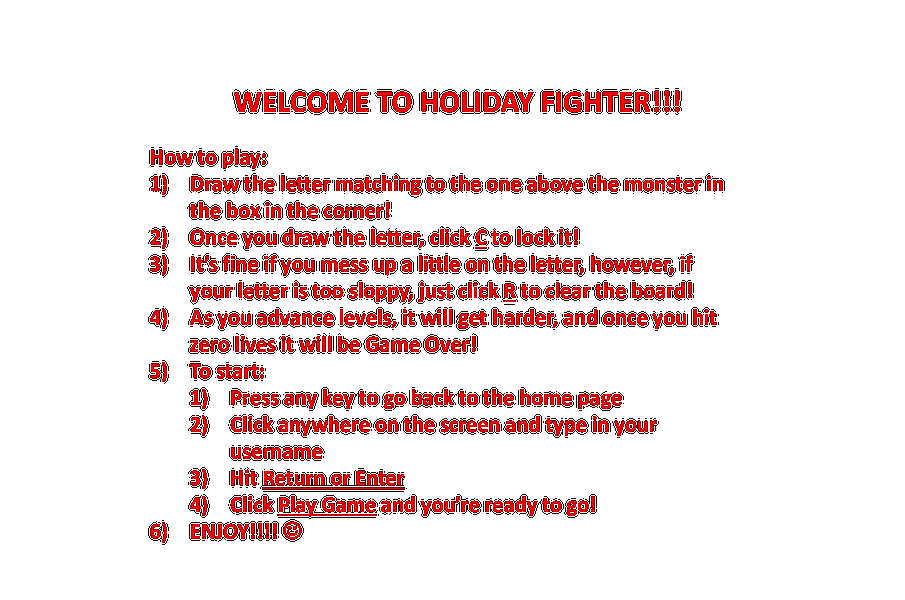 WELCOME TO HOLIDAY FIGHTER!!!
How to play:
1) Draw the letter matching to the one above the monster in
the box in the corner!
2) Once you draw the letter, click C to lock it!
3) It's fine if you mess up a little on the letter, however, if
your letter is too sloppy, just click R to clear the board!
4) As you advance levels, it will get harder, and once you hit
zero lives it will be Game Over!
5) To start:
1) Press any key to go back to the home page
2) Click anywhere on the screen and type in your
username
3) Hit Return or Enter
4) Click Play Game and you're ready to go!
6) ENJOY!!!! ☺